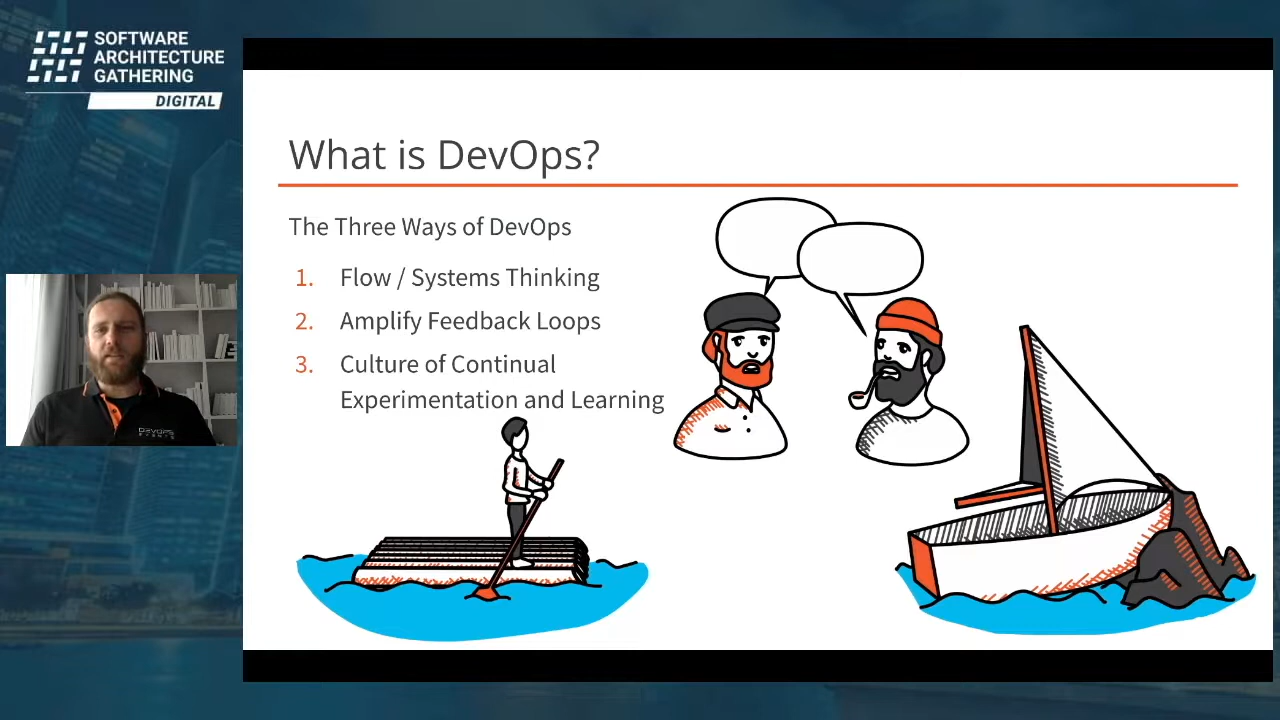 SOFTWARE
ARCHITECTURE
GATHERING
DIGITAL
What is DevOps?
The Three Ways of DevOps
1. Flow / Systems Thinking
2. Amplify Feedback Loops
3. Culture of Continual
Experimentation and Learning
DEVOPS